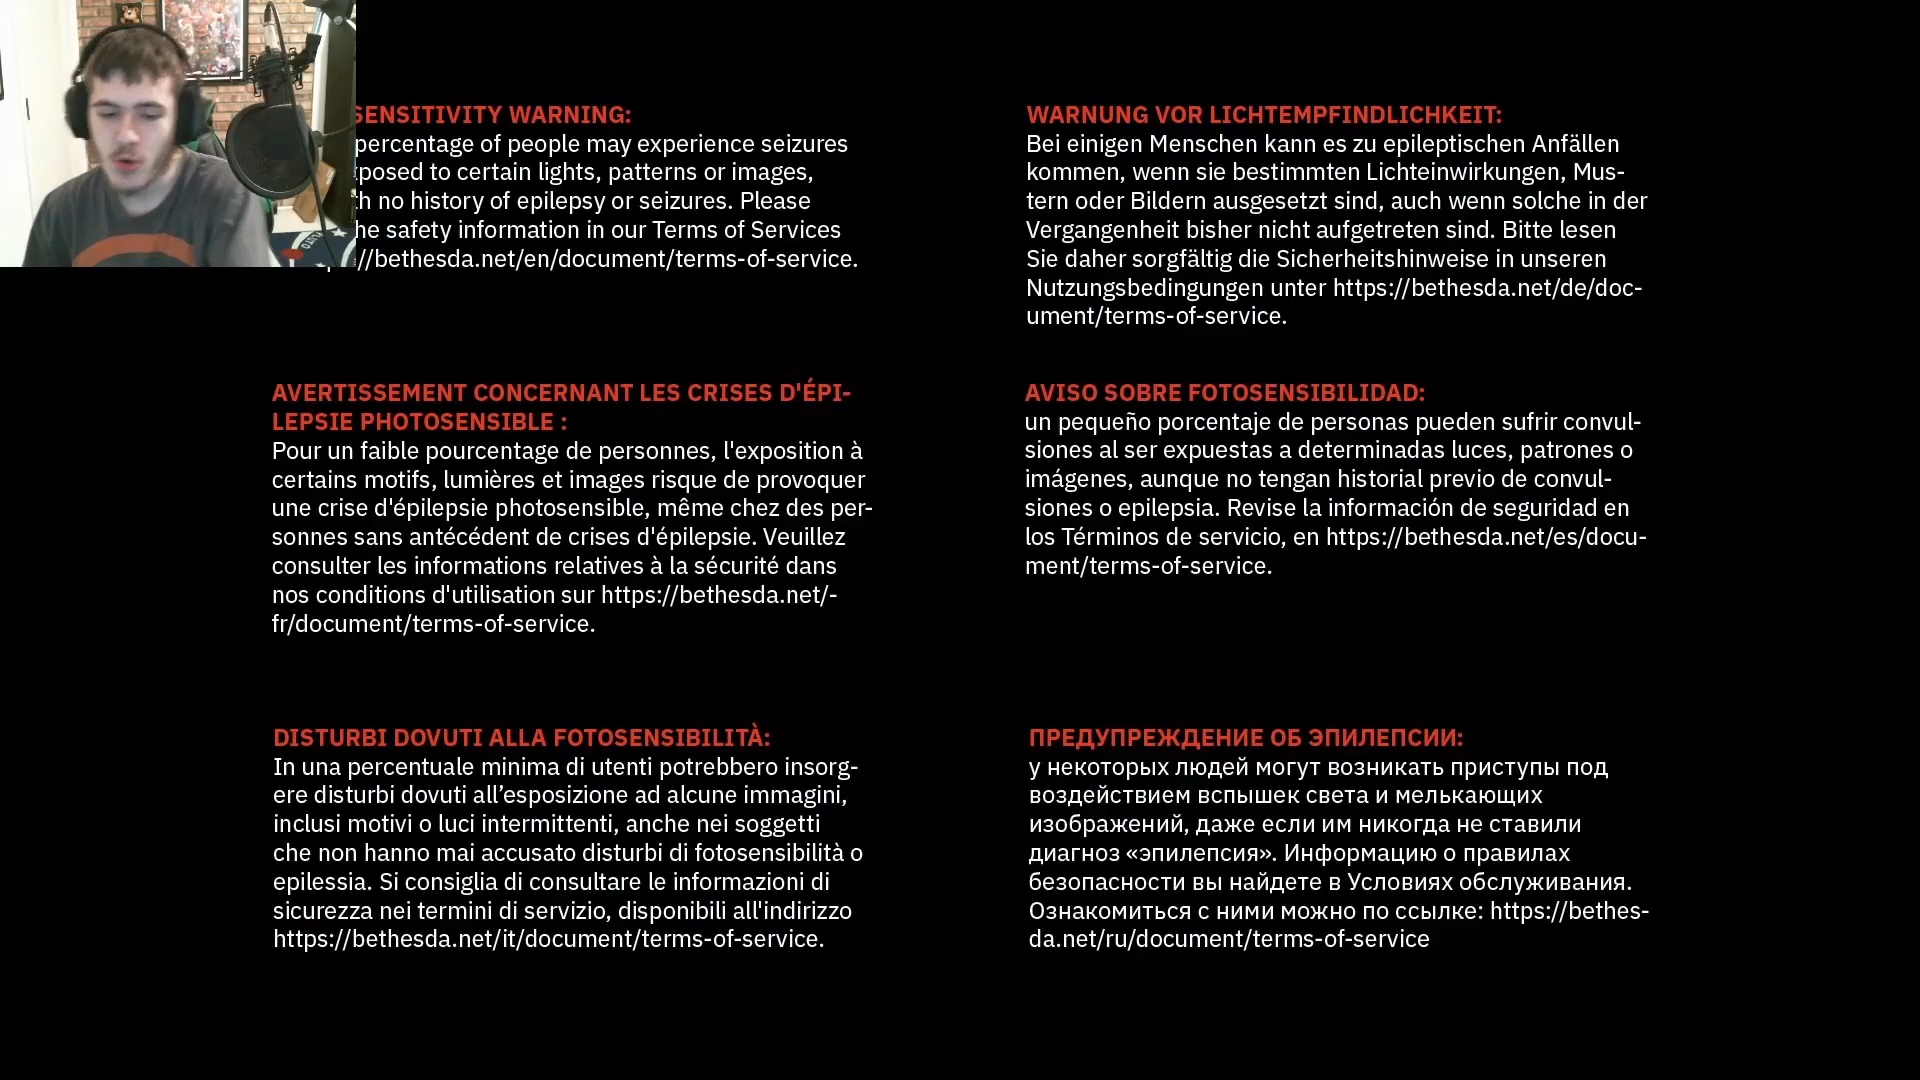 SENSITIVITY WARNING:
percentage of people may experience seizures
posed to certain lights, patterns or images,
th no history of epilepsy or seizures. Please
he safety information in our Terms of Services
//bethesda.net/en/document/terms-of-service.
WARNUNG VOR LICHTEMPFINDLICHKEIT:
Bei einigen Menschen kann es zu epileptischen Anfällen
kommen, wenn sie bestimmten Lichteinwirkungen, Mus-
tern oder Bildern ausgesetzt sind, auch wenn solche in der
Vergangenheit bisher nicht aufgetreten sind. Bitte lesen
Sie daher sorgfältig die Sicherheitshinweise in unseren
Nutzungsbedingungen unter https://bethesda.net/de/doc-
ument/terms-of-service.
AVERTISSEMENT CONCERNANT LES CRISES D'ÉPI-
LEPSIE PHOTOSENSIBLE :
Pour un faible pourcentage de personnes, l'exposition à
certains motifs, lumières et images risque de provoquer
une crise d'épilepsie photosensible, même chez des per-
sonnes sans antécédent de crises d'épilepsie. Veuillez
consulter les informations relatives à la sécurité dans
nos conditions d'utilisation sur https://bethesda.net/-
fr/document/terms-of-service.
AVISO SOBRE FOTOSENSIBILIDAD:
un pequeño porcentaje de personas pueden sufrir convul-
siones al ser expuestas a determinadas luces, patrones o
imágenes, aunque no tengan historial previo de convul-
siones o epilepsia. Revise la información de seguridad en
los Términos de servicio, en https://bethesda.net/es/docu-
ment/terms-of-service.
DISTURBI DOVUTI ALLA FOTOSENSIBILITÀ:
In una percentuale minima di utenti potrebbero insorg-
ere disturbi dovuti all’esposizione ad alcune immagini,
inclusi motivi o luci intermittenti, anche nei soggetti
che non hanno mai accusato disturbi di fotosensibilità o
epilessia. Si consiglia di consultare le informazioni di
sicurezza nei termini di servizio, disponibili all'indirizzo
https://bethesda.net/it/document/terms-of-service.
ПРЕДУПРЕЖДЕНИЕ ОБ ЭПИЛЕПСИИ:
у некоторых людей могут возникать приступы под
воздействием вспышек света и мелькающих
изображений, даже если им никогда не ставили
диагноз «эпилепсия». Информацию о правилах
безопасности вы найдете в Условиях обслуживания.
Ознакомиться с ними можно по ссылке: https://bethes-
da.net/ru/document/terms-of-service